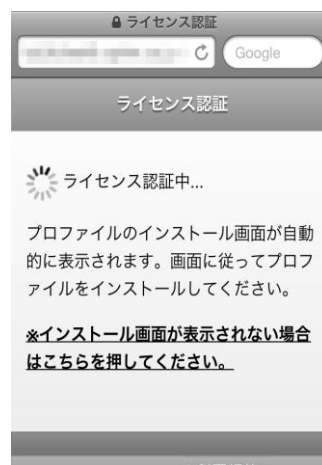 ライセンス認証
Google
ライセンス認証
ライセンス認証中...
プロファイルのインストール画面が自動
的に表示されます。画面に従ってプロフ
ァイルをインストールしてください。
※インストール画面が表示されない場合
はこちらを押してください。